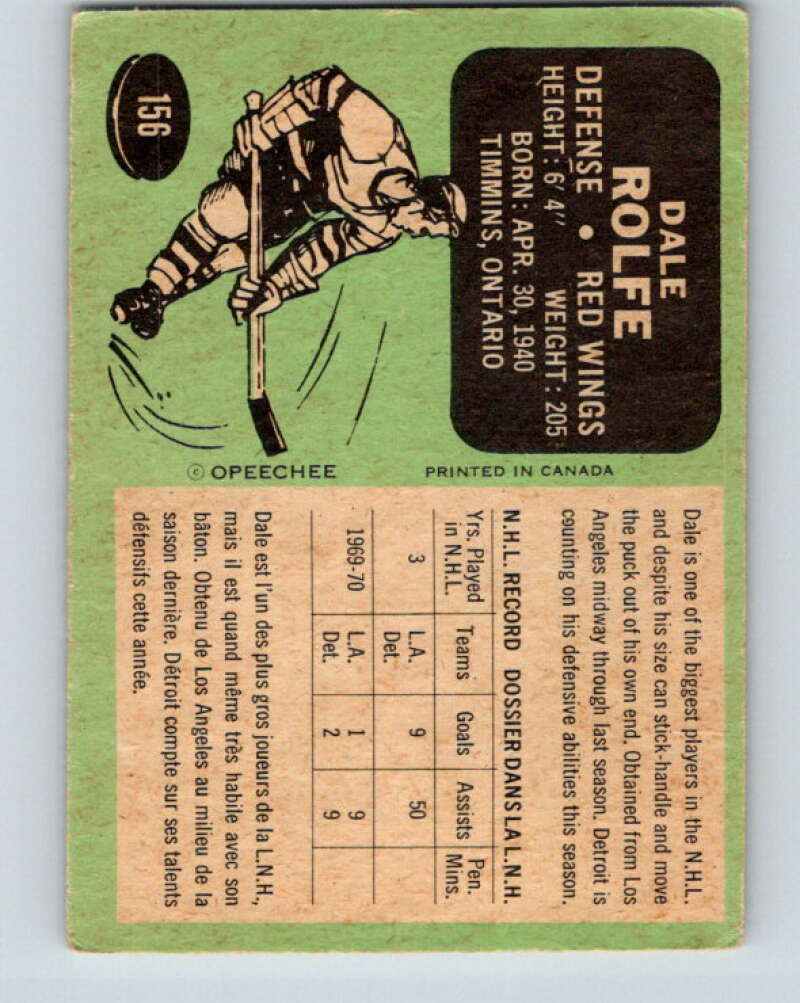 DALE
ROLFE
DEFENSE • RED WINGS
HEIGHT: 6' 4" WEIGHT: 205
BORN: APR. 30, 1940
TIMMINS, ONTARIO
156
© OPEECHEE PRINTED IN CANADA
Dale is one of the biggest players in the N.H.L.
and despite his size can stick-handle and move
the puck out of his own end. Obtained from Los
Angeles midway through last season. Detroit is
counting on his defensive abilities this season.
N.H.L. RECORD DOSSIER DANS LA L.N.H.
Yrs. Played in N.H.L. Teams Goals Assists Pen. Mins.
3 L.A. Det. 9 50
1969-70 L.A. 1 9
Det. 2 9
Dale est l'un des plus gros joueurs de la L.N.H.,
mais il est quand même très habile avec son
bâton. Obtenu de Los Angeles au milieu de la
saison dernière. Détroit compte sur ses talents
défensifs cette année.